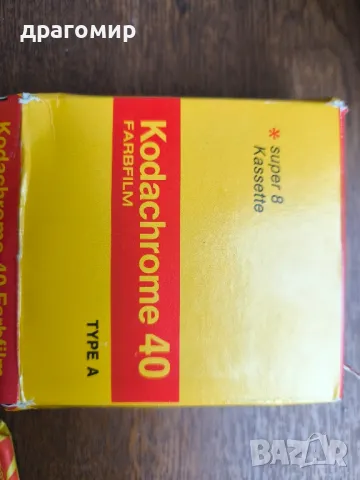 драгомир
Kodachrome 40
FARBFILM
TYPE A
* super 8
Kassette
Kodachrome 40 Farbfilm
BAZAR